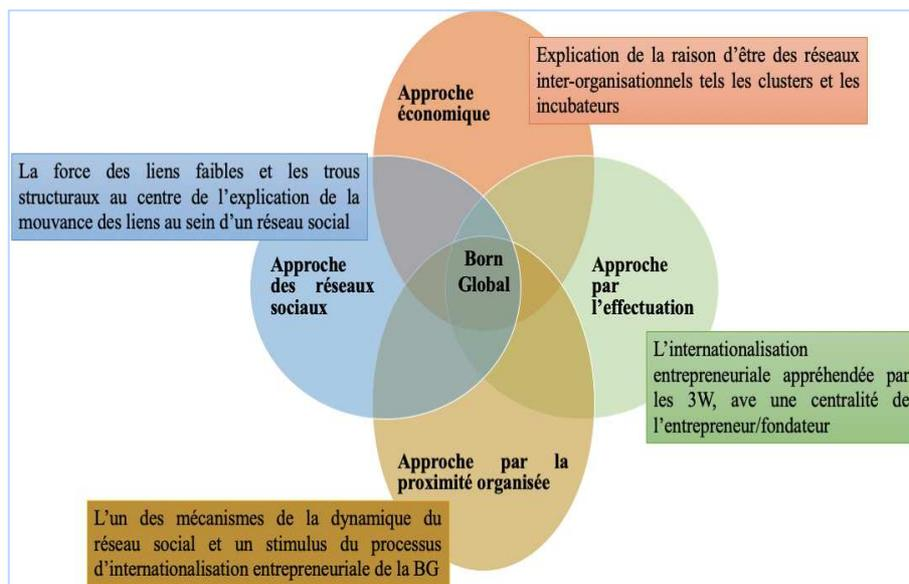 Approche
économique
Explication de la raison d'être des réseaux
inter-organisationnels tels les clusters et les
incubateurs
La force des liens faibles et les trous
structuraux au centre de l'explication de la
mouvance des liens au sein d'un réseau social
Approche
des réseaux
sociaux
Born
Global
Approche
par
l'effectuation
L'internationalisation
entrepreneuriale appréhendée par
les 3W, ave une centralité de
l'entrepreneur/fondateur
Approche par la
proximité organisée
L'un des mécanismes de la dynamique du
réseau social et un stimulus du processus
d'internationalisation entrepreneuriale de la BG